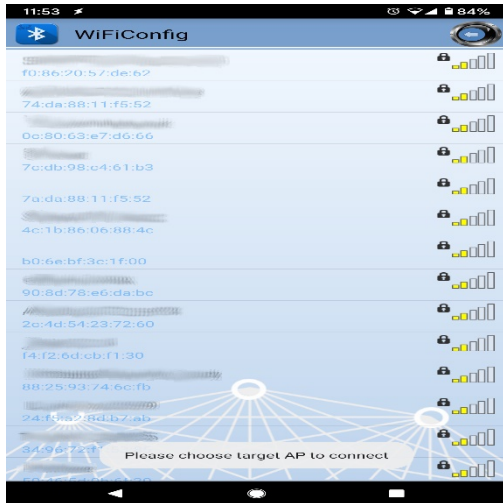 11:53
84%
WiFiConfig
f0:86:20:57:de:62
74:da:88:11:f5:52
0c:80:63:e7:d6:66
7c:db:98:c4:61:b3
7a:da:88:11:f5:52
4c:1b:86:06:88:4c
b0:6e:bf:3c:1f:00
90:8d:78:e6:da:bc
2c:4d:54:23:72:60
f4:f2:6d:cb:f1:30
88:25:93:74:6c:fb
Please choose target AP to connect